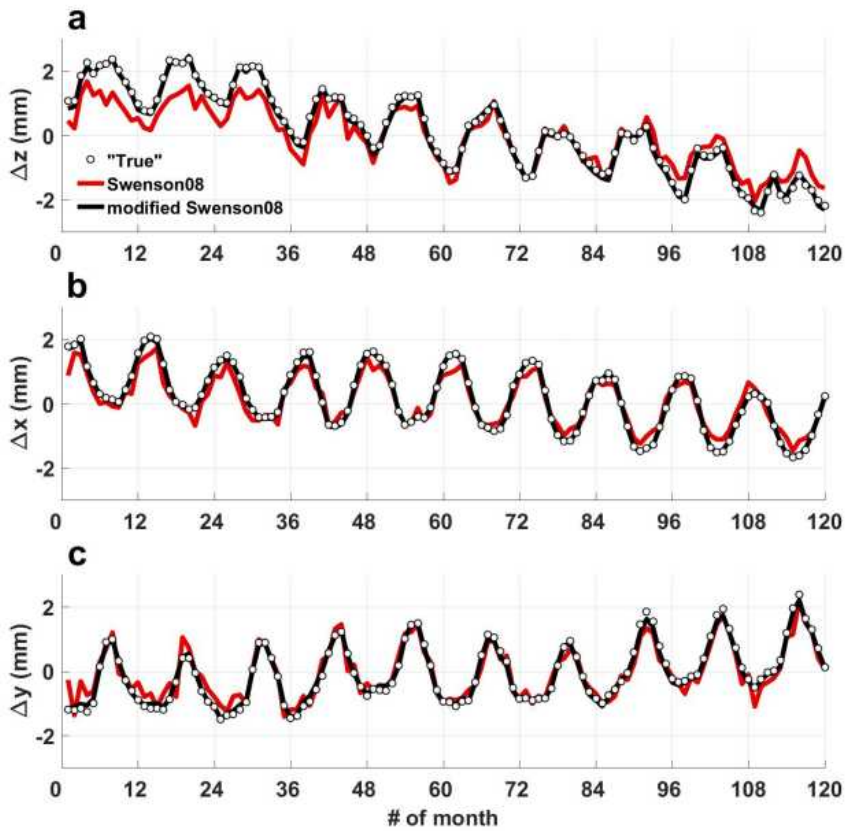 a
2
0
-2
Δz (mm)
"True"
Swenson08
modified Swenson08
0 12 24 36 48 60 72 84 96 109 120
b
2
0
-2
Δx (mm)
0 12 24 36 48 60 72 84 96 108 120
c
2
0
-2
Δy (mm)
0 12 24 36 48 60 72 84 96 108 120
# of month